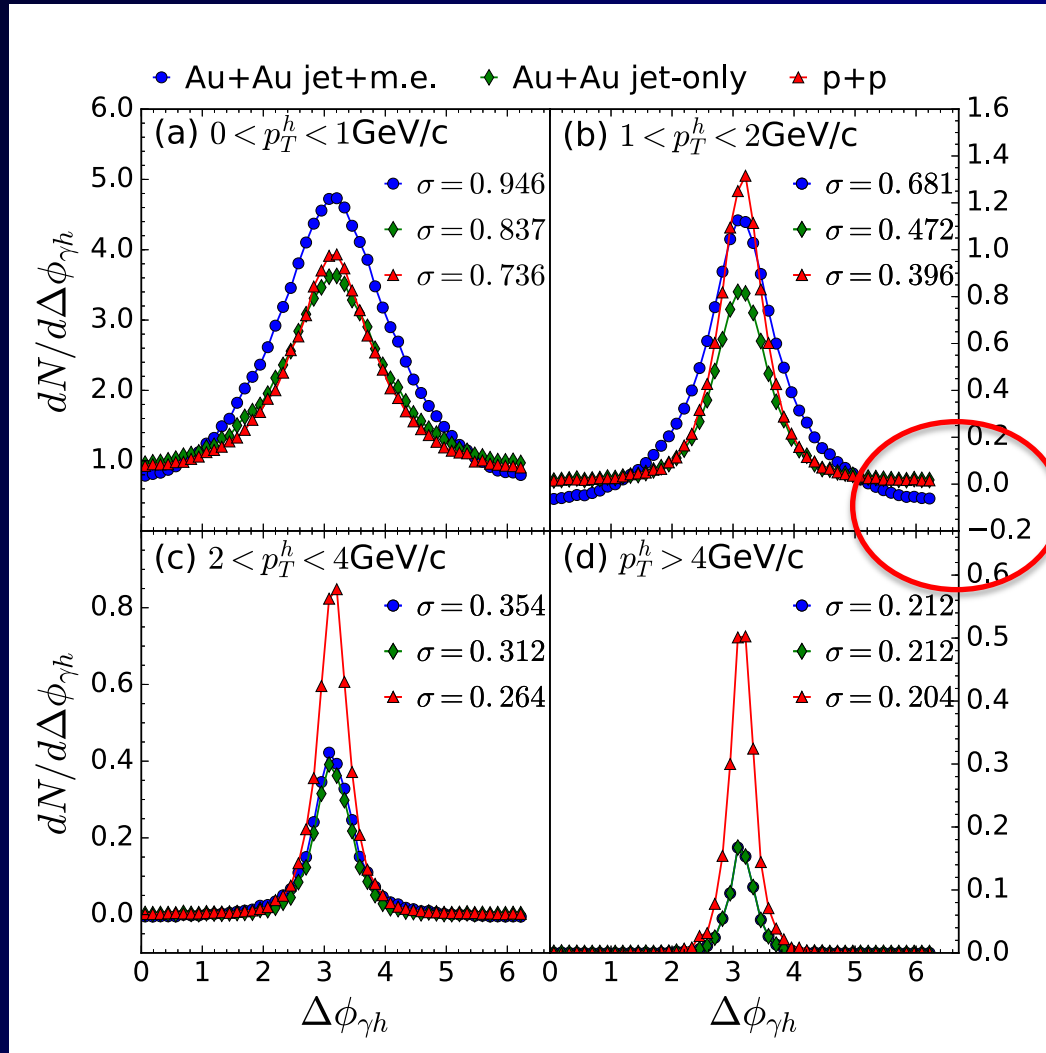 Au+Au jet+m.e. Au+Au jet-only p+p
(a) 0 < p_T^h < 1GeV/c
σ = 0.946
σ = 0.837
σ = 0.736
6.0
5.0
4.0
3.0
2.0
1.0
dN/dΔϕ_γh
(b) 1 < p_T^h < 2GeV/c
σ = 0.681
σ = 0.472
σ = 0.396
1.6
1.4
1.2
1.0
0.8
0.6
0.4
0.2
0.0
−0.2
(c) 2 < p_T^h < 4GeV/c
σ = 0.354
σ = 0.312
σ = 0.264
0.8
0.6
0.4
0.2
0.0
dN/dΔϕ_γh
0 1 2 3 4 5 6
Δϕ_γh
(d) p_T^h > 4GeV/c
σ = 0.212
σ = 0.212
σ = 0.204
0.6
0.5
0.4
0.3
0.2
0.1
0.0
0 1 2 3 4 5 6
Δϕ_γh